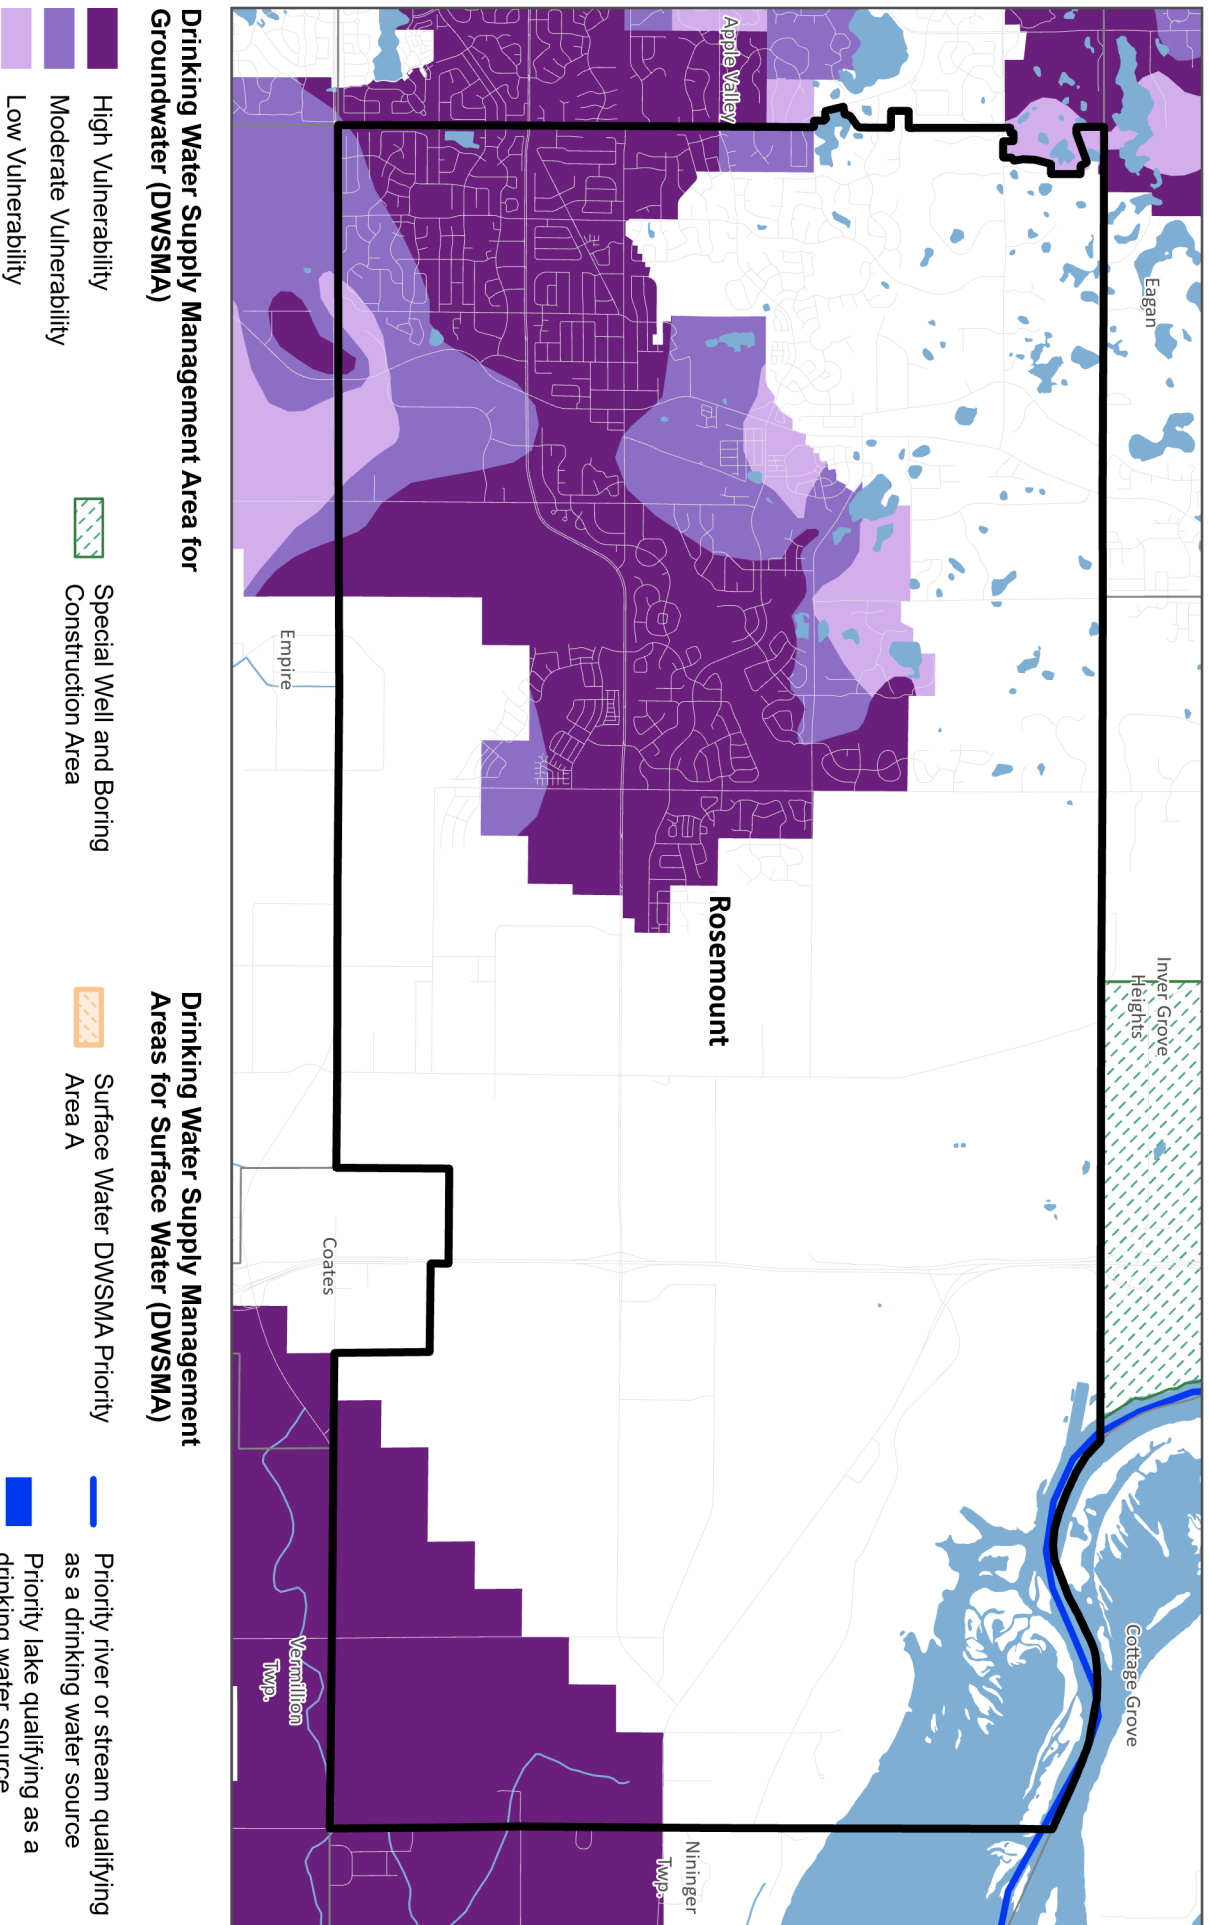 Apple Valley
Eagan
Inver Grove
Heights
Rosemount
Empire
Coates
Cottage Grove
Vermillion
Twp.
Nininger
Twp.
Drinking Water Supply Management Area for
Groundwater (DWSMA)
High Vulnerability
Moderate Vulnerability
Low Vulnerability
Special Well and Boring
Construction Area
Drinking Water Supply Management
Areas for Surface Water (DWSMA)
Surface Water DWSMA Priority
Area A
Priority river or stream qualifying
as a drinking water source
Priority lake qualifying as a
drinking water source